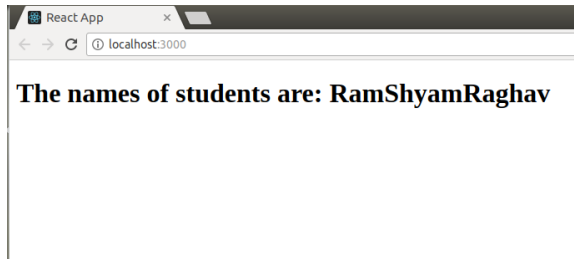 React App
localhost:3000
The names of students are: RamShyamRaghav